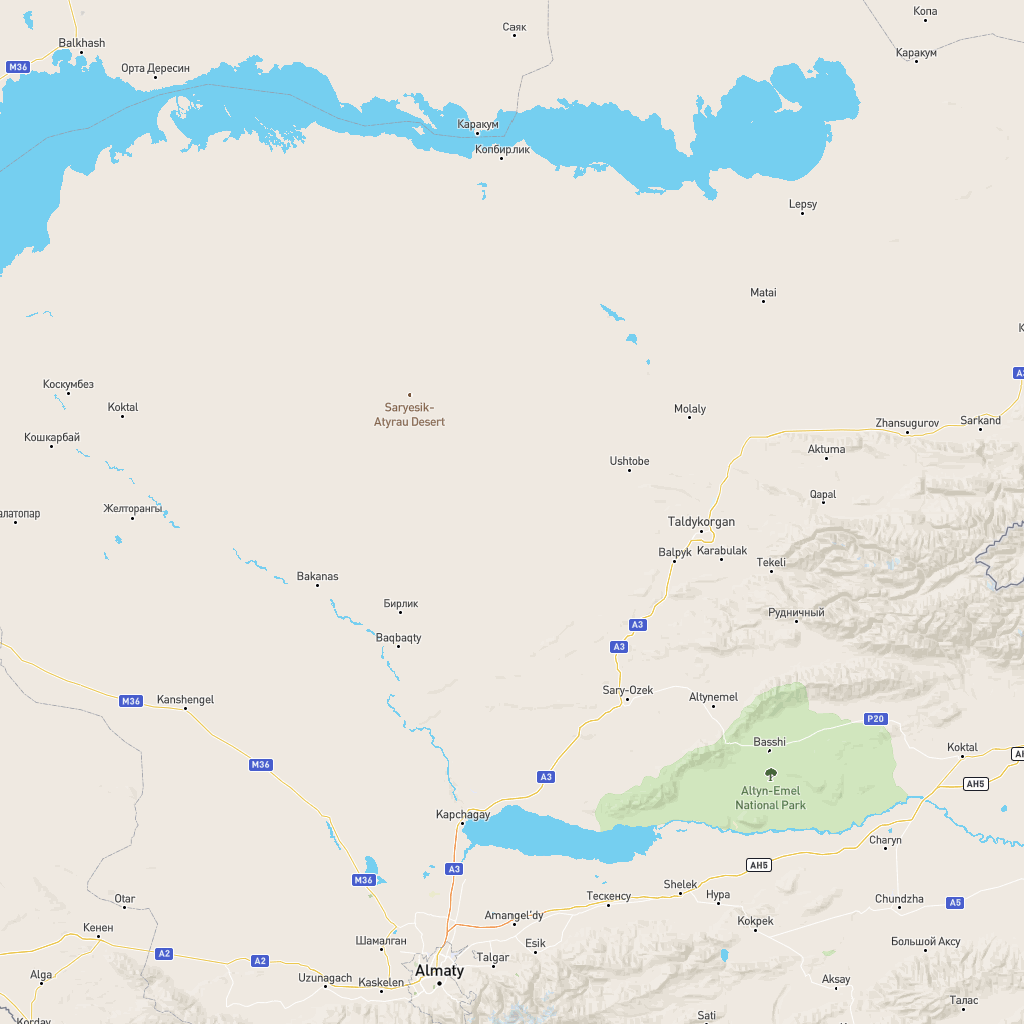 Копа
Саяк
Balkhash
Каракум
M36
Орта Дересин
Каракум
Копбирлик
Lepsy
Matai
Коскумбез
Koktal
Saryesik-
Atyrau Desert
Molaly
Zhansugurov
Sarkand
Кошкарбай
Aktuma
Ushtobe
Qapal
Желторангы
Taldykorgan
Balpyk
Karabulak
Tekeli
Bakanas
Бирлик
Рудничный
A3
Baqbaqty
A3
Sary-Ozek
Altynemel
M36
Kanshengel
P20
Basshi
Koktal
M36
A3
AH5
Altyn-Emel
National Park
Kapchagay
Charyn
A3
AH5
M36
Shelek
Нура
Тескенсу
Otar
Chundzha
A5
Amangel'dy
Kokpek
Кенен
Шамалган
Esik
Большой Аксу
A2
A2
Talgar
Alga
Uzunagach
Kaskelen
Almaty
Aksay
Талас
Sati
Korday